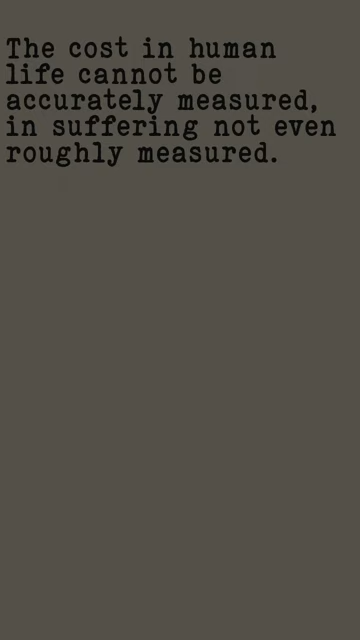 The cost in human
life cannot be
accurately measured,
in suffering not even
roughly measured.